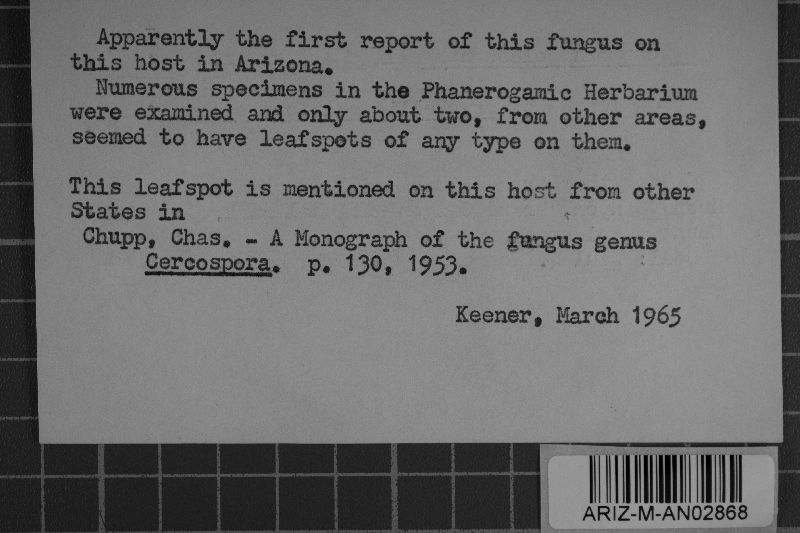 Apparently the first report of this fungus on
this host in Arizona.
Numerous specimens in the Phanerogamic Herbarium
were examined and only about two, from other areas,
seemed to have leafspots of any type on them.
This leafspot is mentioned on this host from other
States in
Chupp, Chas. - A Monograph of the fungus genus
Cercospora. p. 130, 1953.
Keener, March 1965
ARIZ-M-AN02868